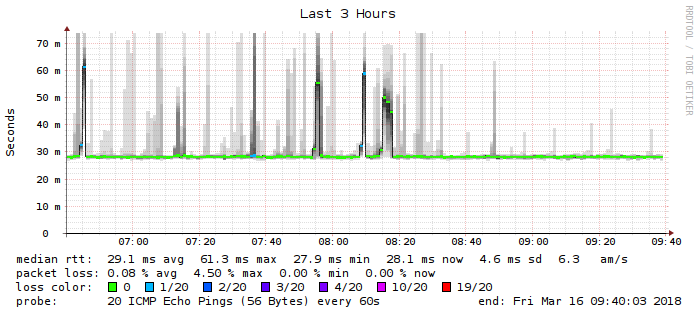 Last 3 Hours
RRDTOOL / TOBI OETIKER
Seconds
70 m
60 m
50 m
40 m
30 m
20 m
10 m
0
07:00 07:20 07:40 08:00 08:20 08:40 09:00 09:20 09:40
median rtt: 29.1 ms avg 61.3 ms max 27.9 ms min 28.1 ms now 4.6 ms sd 6.3 am/s
packet loss: 0.08 % avg 4.50 % max 0.00 % min 0.00 % now
loss color: 0 1/20 2/20 3/20 4/20 10/20 19/20
probe: 20 ICMP Echo Pings (56 Bytes) every 60s end: Fri Mar 16 09:40:03 2018